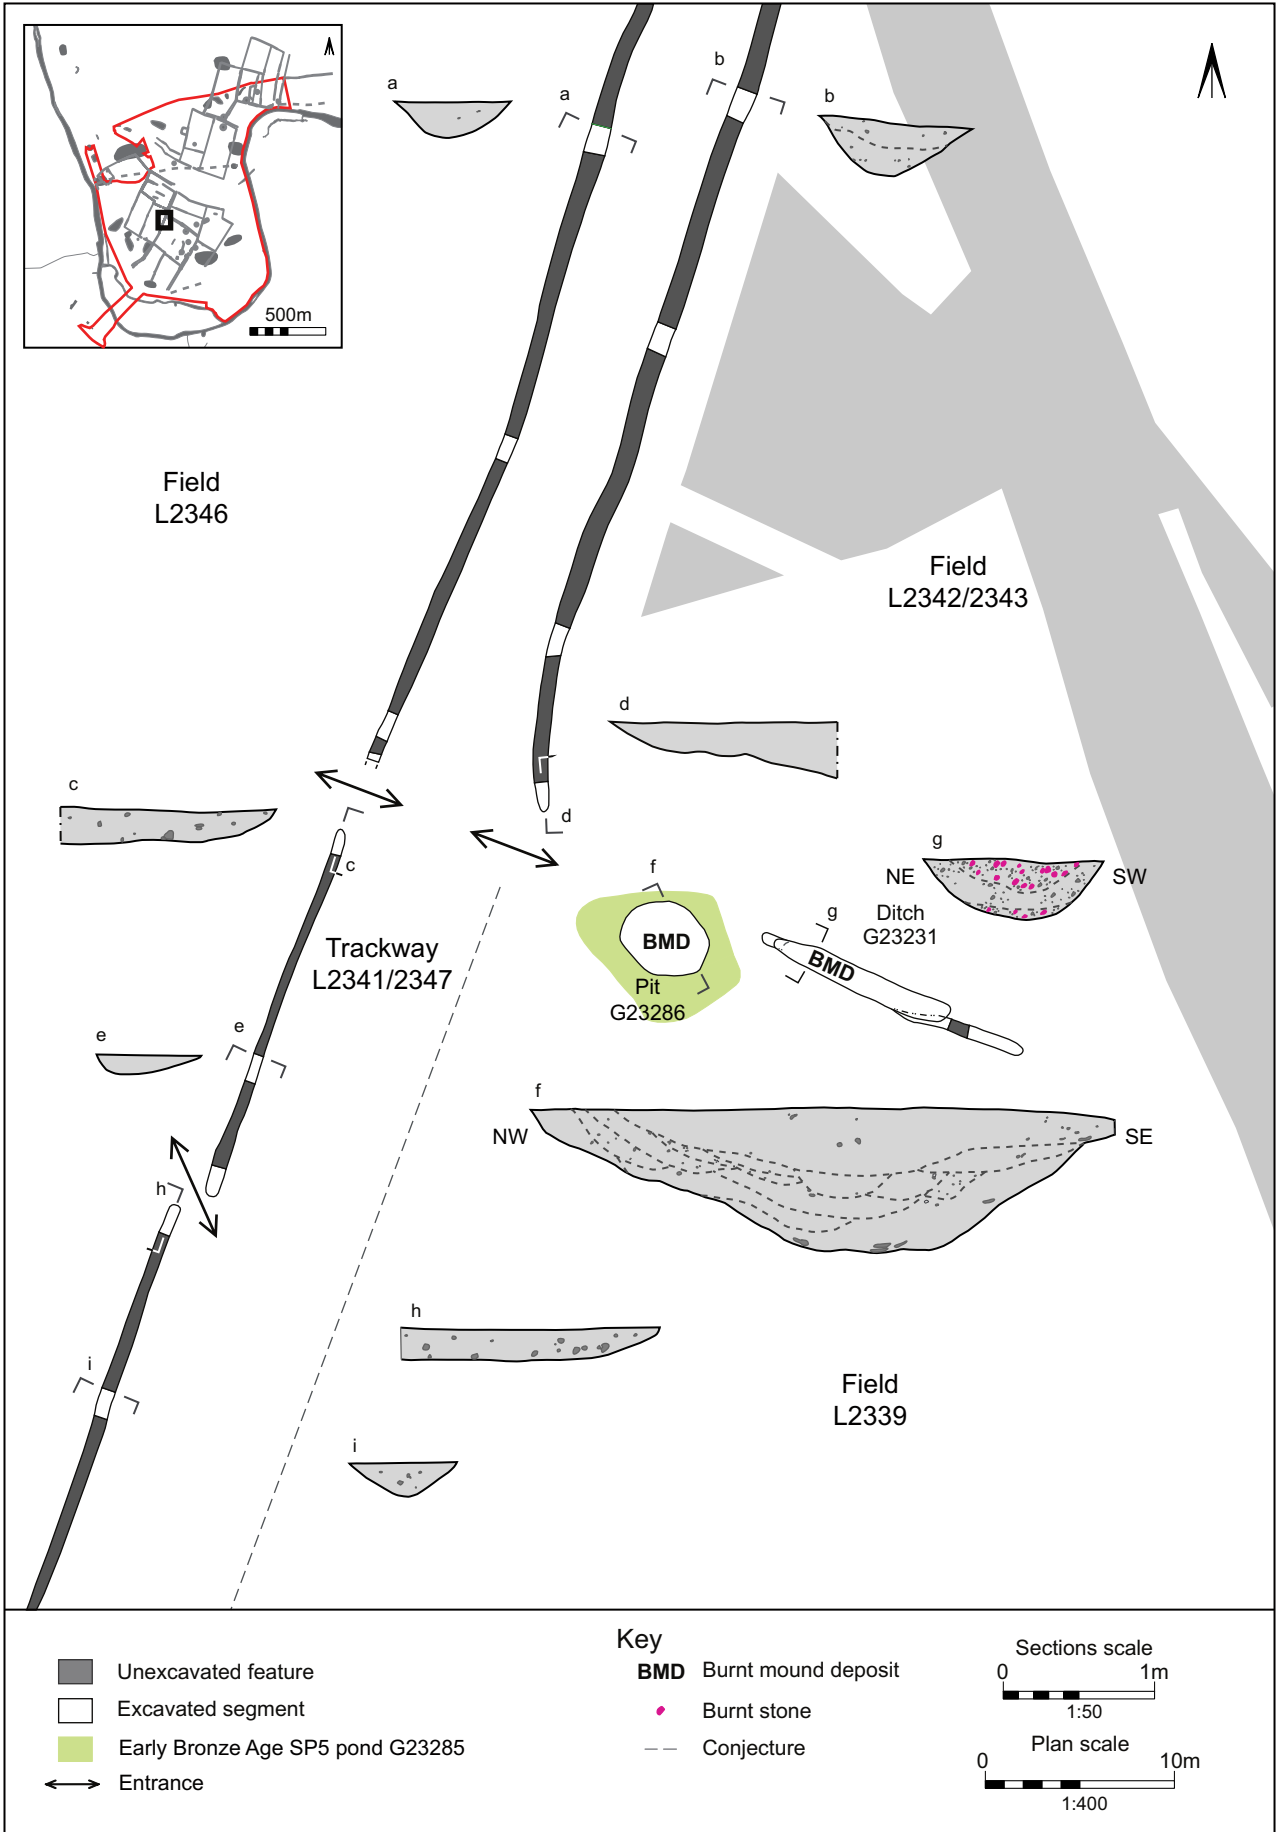 500m
a
a
b
b
Field
L2346
Field
L2342/2343
d
c
d
c
f
g
NE
SW
g
Ditch
G23231
BMD
BMD
Pit
G23286
Trackway
L2341/2347
e
e
f
NW
SE
h
h
i
Field
L2339
i
Key
Unexcavated feature
Excavated segment
Early Bronze Age SP5 pond G23285
Entrance
BMD Burnt mound deposit
Burnt stone
Conjecture
Sections scale
0 1m
1:50
Plan scale
0 10m
1:400